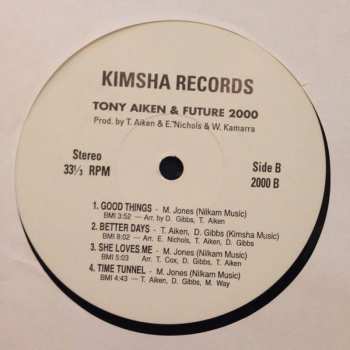 KIMSHA RECORDS
TONY AIKEN & FUTURE 2000
Prod. by T. Aiken & E. Nichols & W. Kamarra
Stereo
33⅓ RPM
Side B
2000 B
1. GOOD THINGS - M. Jones (Nilkam Music)
BMI 3:52 - Arr. by D. Gibbs, T. Aiken
2. BETTER DAYS - T. Aiken, D. Gibbs (Kimsha Music)
BMI 8:02 - Arr. E. Nichols, T. Aiken, D. Gibbs
3. SHE LOVES ME - M. Jones (Nilkam Music)
BMI 5:03 Arr. T. Cox, D. Gibbs, T. Aiken
4. TIME TUNNEL - M. Jones (Nilkam Music)
BMI 4:43 - T. Aiken, D. Gibbs, M. Way